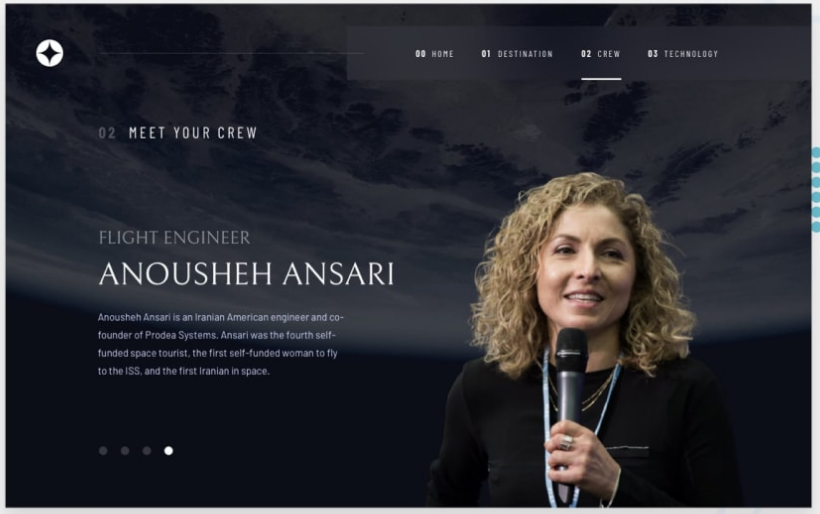 00 HOME 01 DESTINATION 02 CREW 03 TECHNOLOGY
02 MEET YOUR CREW
FLIGHT ENGINEER
ANOUSHEH ANSARI
Anousheh Ansari is an Iranian American engineer and co-
founder of Prodea Systems. Ansari was the fourth self-
funded space tourist, the first self-funded woman to fly
to the ISS, and the first Iranian in space.